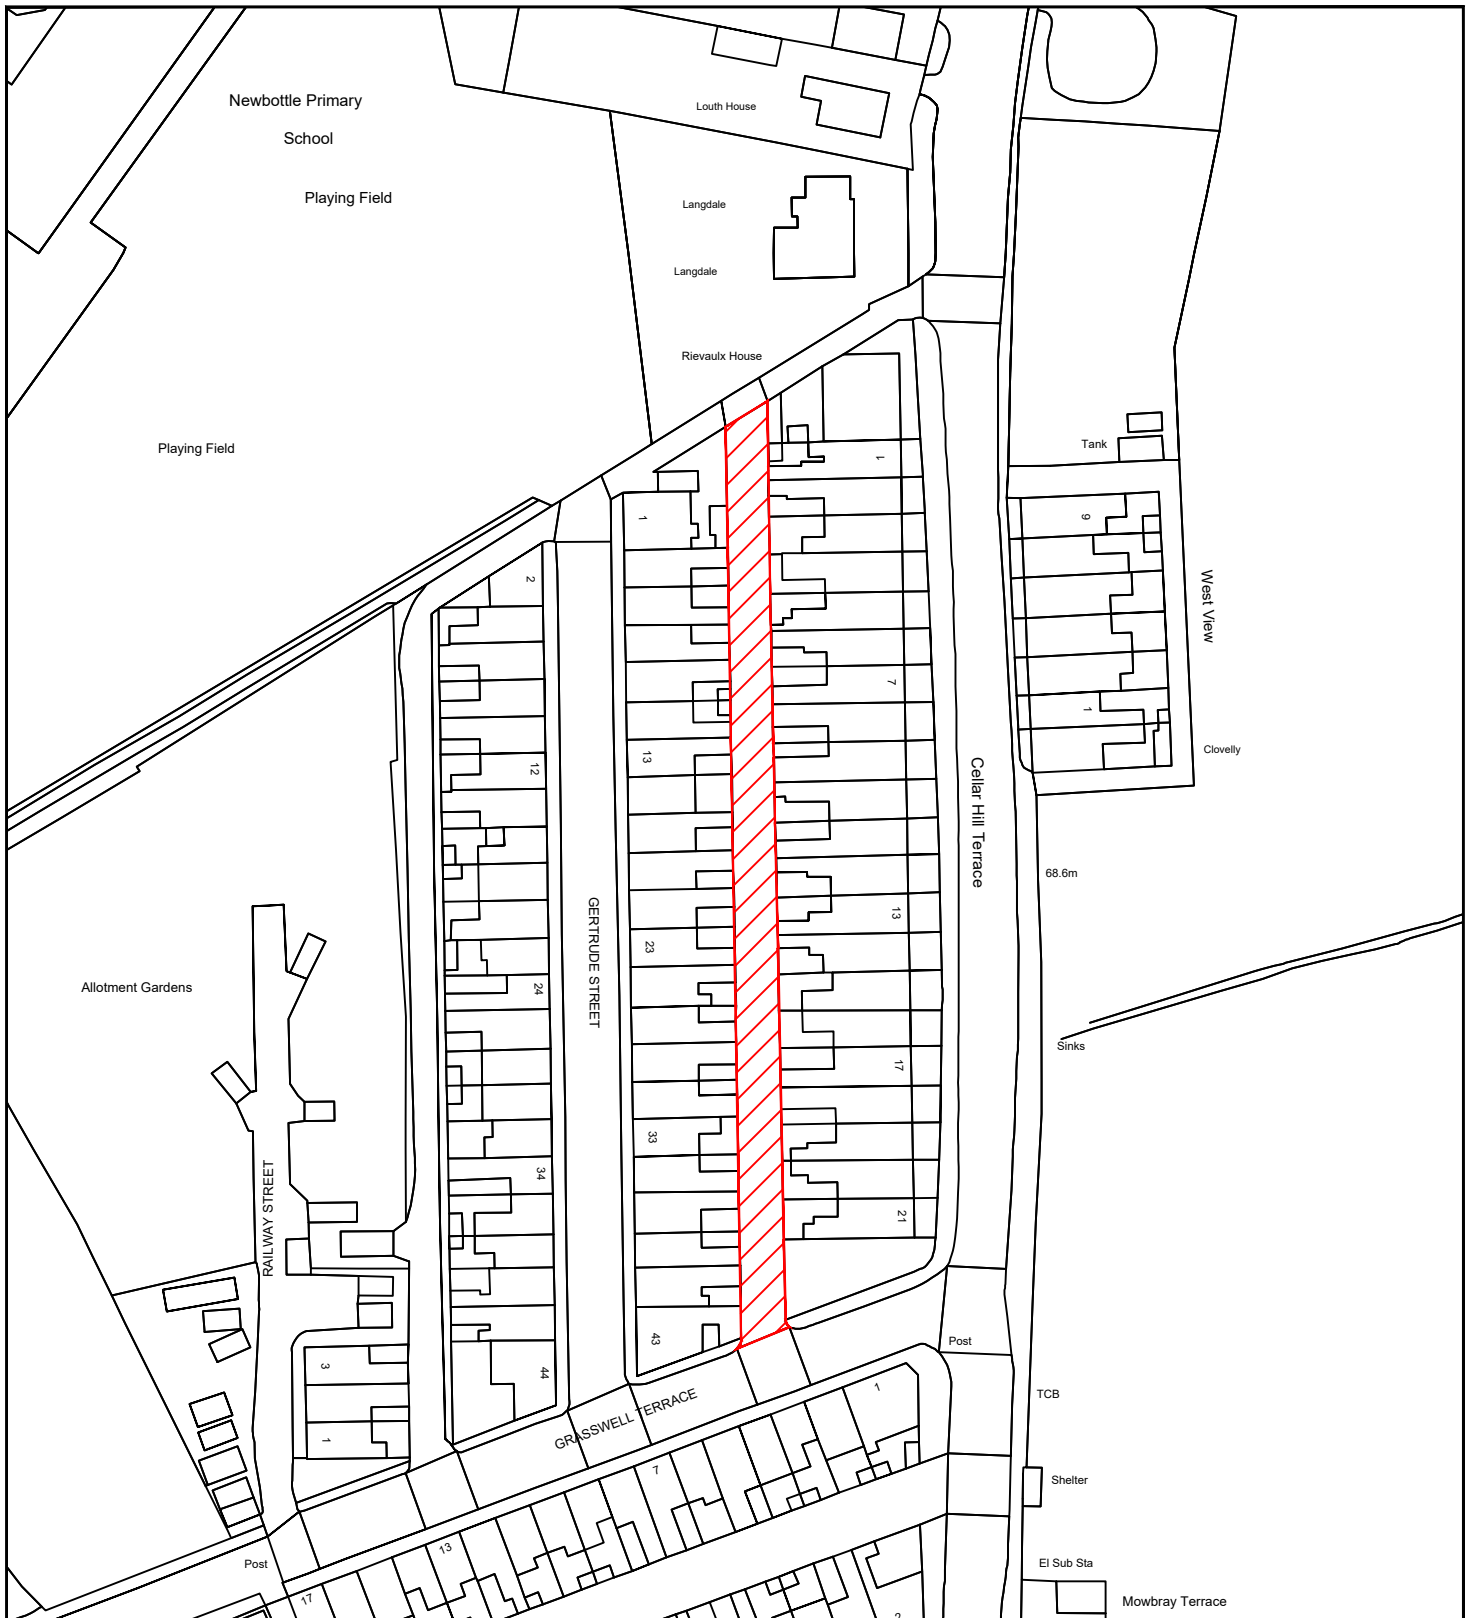 Newbottle Primary
School
Playing Field
Louth House
Langdale
Langdale
Rievaulx House
Playing Field
Tank
1
9
1
2
West View
7
1
Clovelly
13
12
Cellar Hill Terrace
68.6m
13
23
GERTRUDE STREET
24
Allotment Gardens
Sinks
17
33
34
RAILWAY STREET
21
43
Post
3
44
1
TCB
GRASSWELL TERRACE
1
7
Shelter
13
Post
El Sub Sta
17
Mowbray Terrace
2